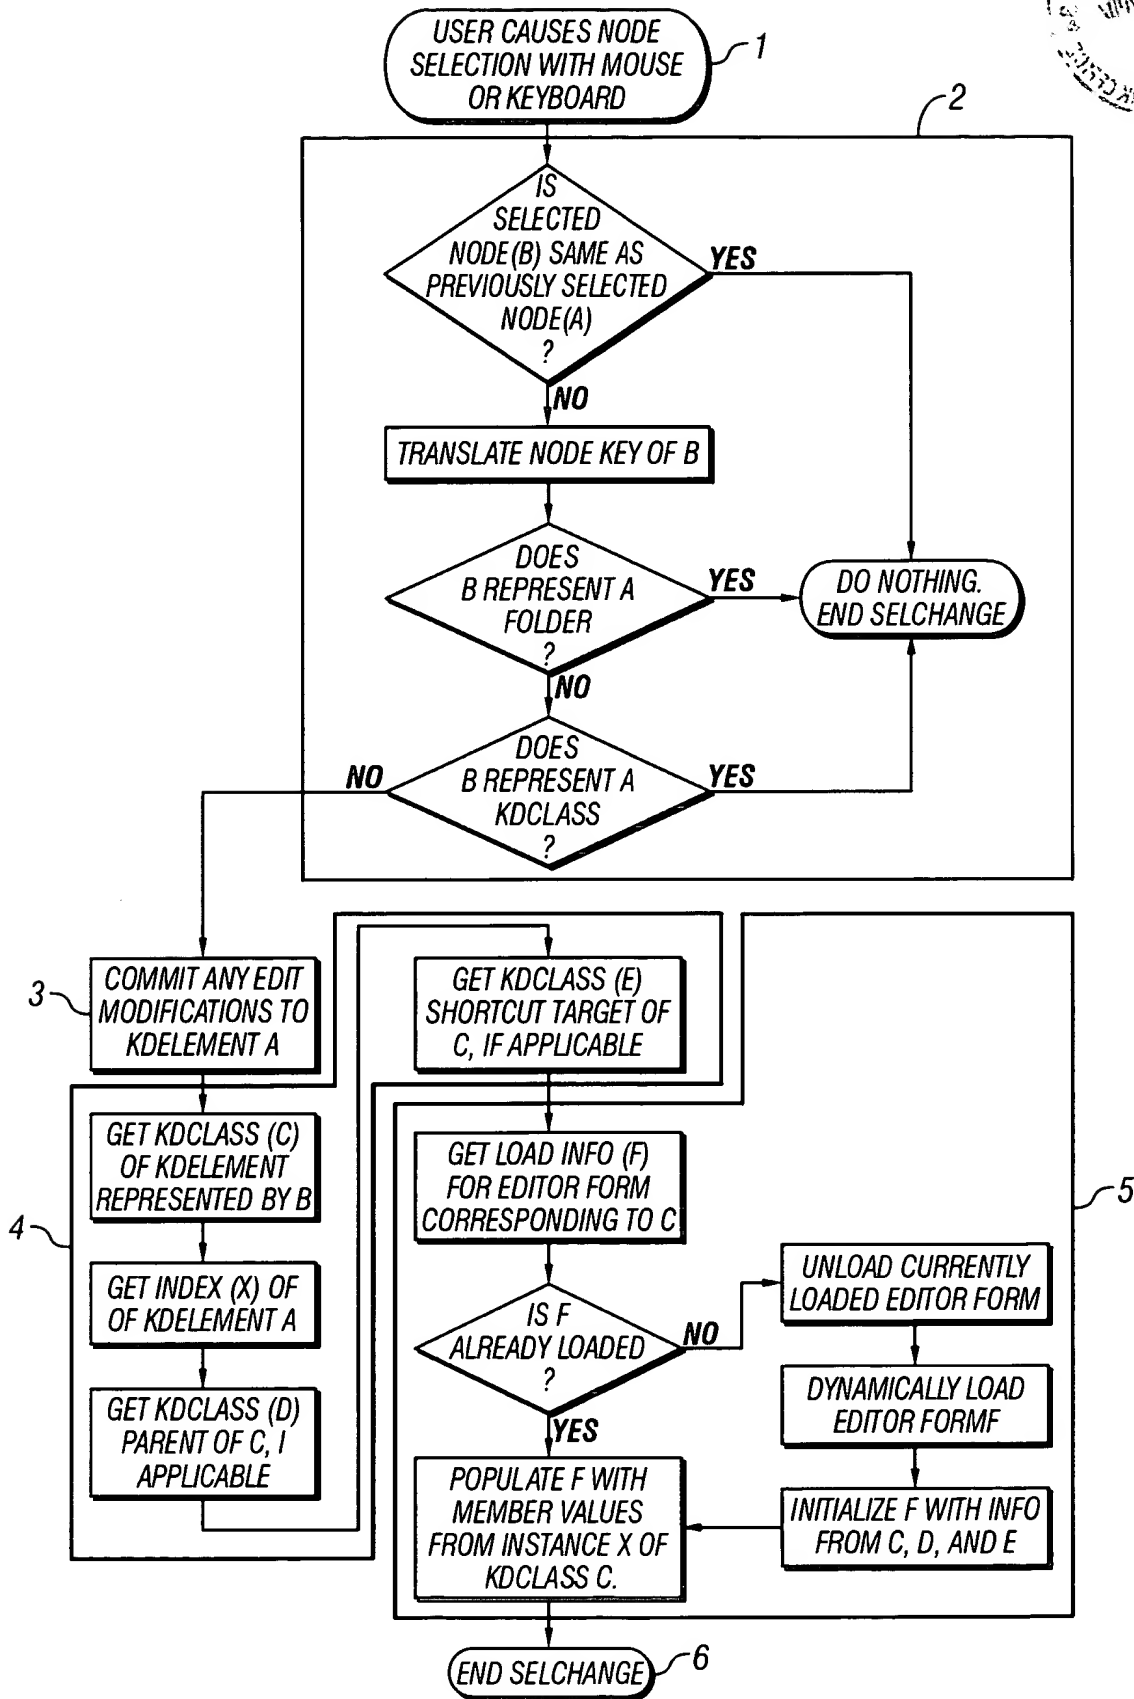 USER CAUSES NODE
SELECTION WITH MOUSE
OR KEYBOARD
1
2
IS
SELECTED
NODE(B) SAME AS
PREVIOUSLY SELECTED
NODE(A)
?
YES
NO
TRANSLATE NODE KEY OF B
DOES
B REPRESENT A
FOLDER
?
YES
DO NOTHING.
END SELCHANGE
NO
DOES
B REPRESENT A
KDCLASS
?
NO
YES
3
COMMIT ANY EDIT
MODIFICATIONS TO
KDELEMENT A
4
GET KDCLASS (C)
OF KDELEMENT
REPRESENTED BY B
GET INDEX (X) OF
OF KDELEMENT A
GET KDCLASS (D)
PARENT OF C, I
APPLICABLE
GET KDCLASS (E)
SHORTCUT TARGET OF
C, IF APPLICABLE
5
GET LOAD INFO (F)
FOR EDITOR FORM
CORRESPONDING TO C
IS F
ALREADY LOADED
?
NO
YES
UNLOAD CURRENTLY
LOADED EDITOR FORM
DYNAMICALLY LOAD
EDITOR FORMF
INITIALIZE F WITH INFO
FROM C, D, AND E
POPULATE F WITH
MEMBER VALUES
FROM INSTANCE X OF
KDCLASS C.
END SELCHANGE
6